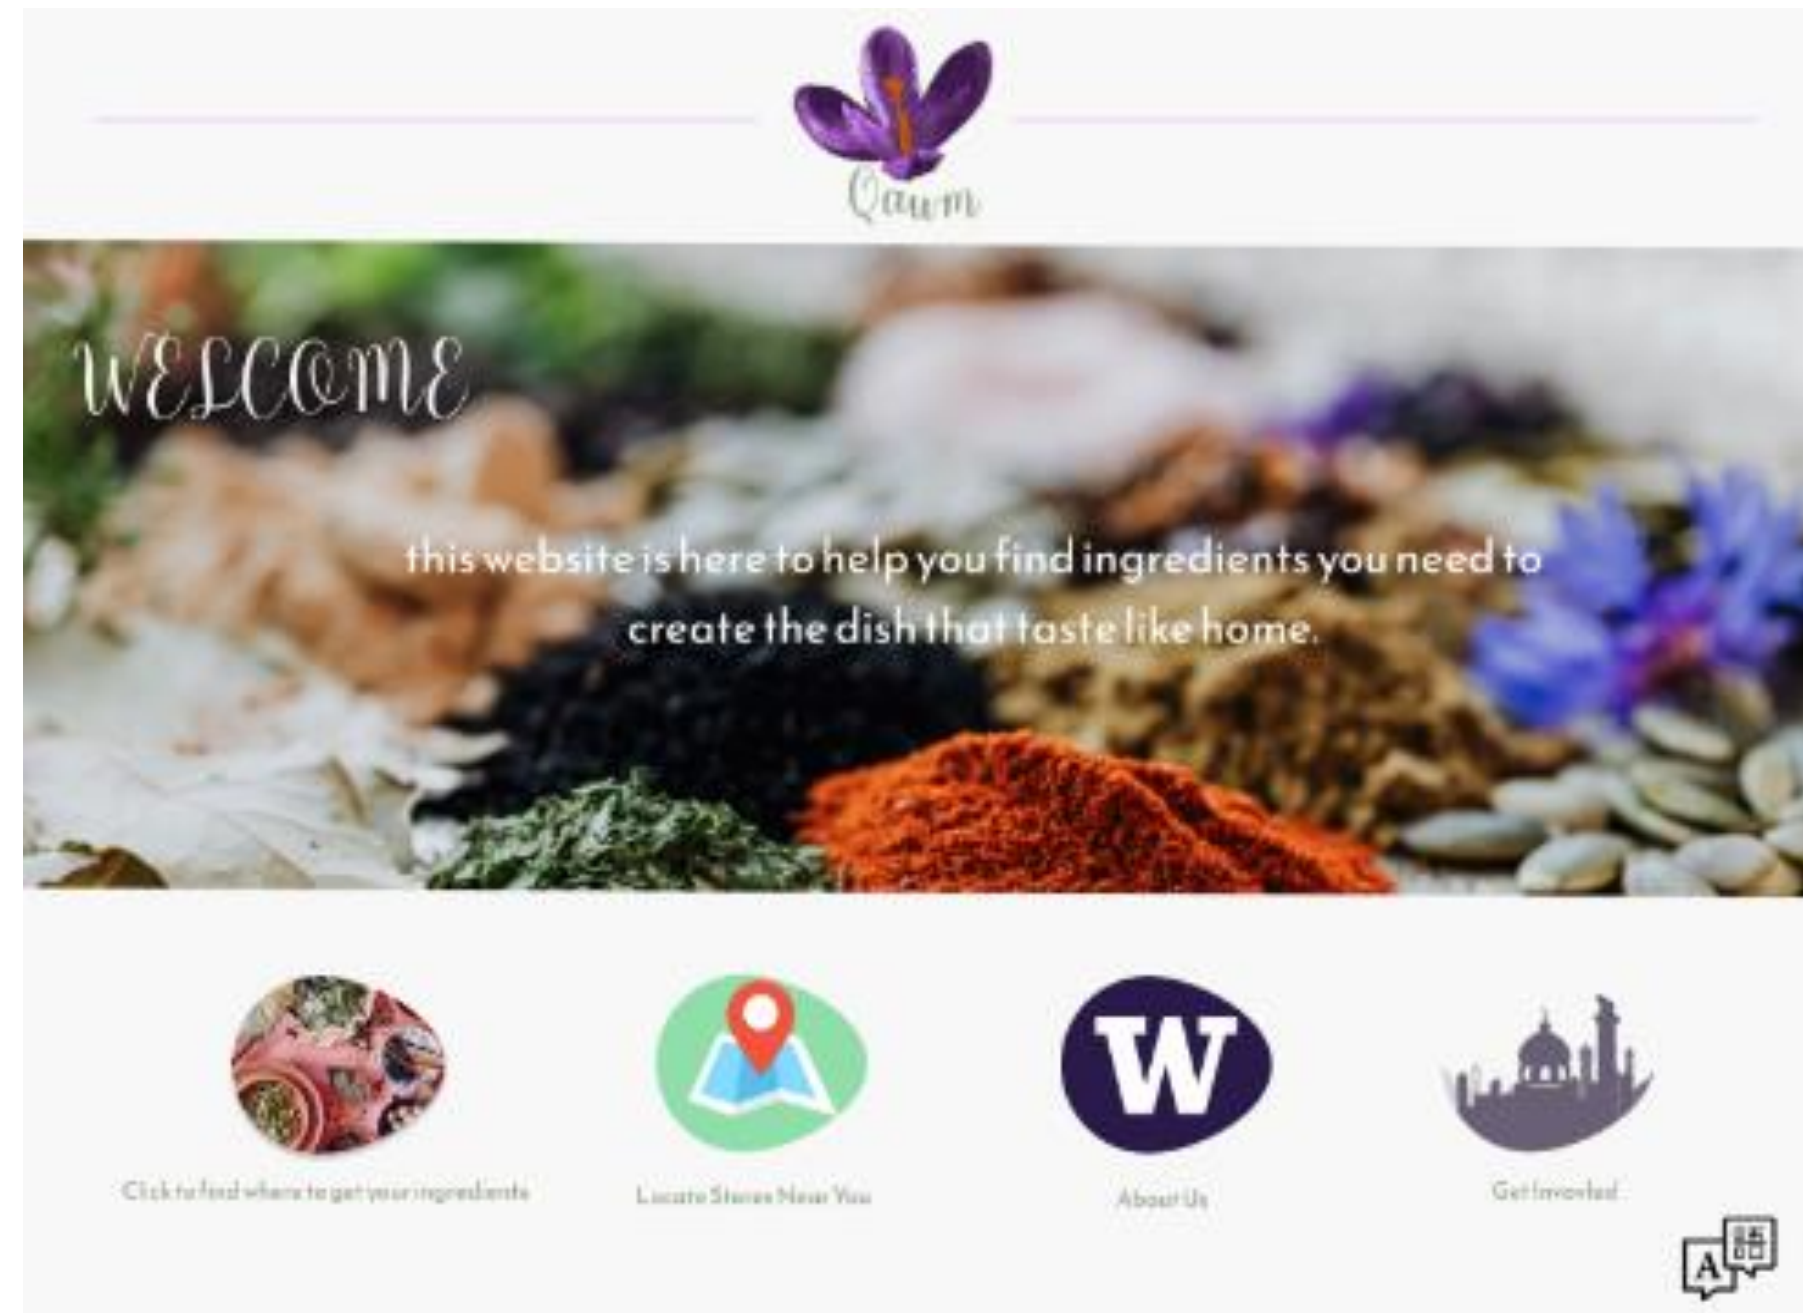 Qawm
WELCOME
this website is here to help you find ingredients you need to
create the dish that taste like home.
W
Click to find where to get your ingredients
Locate Stores Near You
About Us
Get Invovled
A